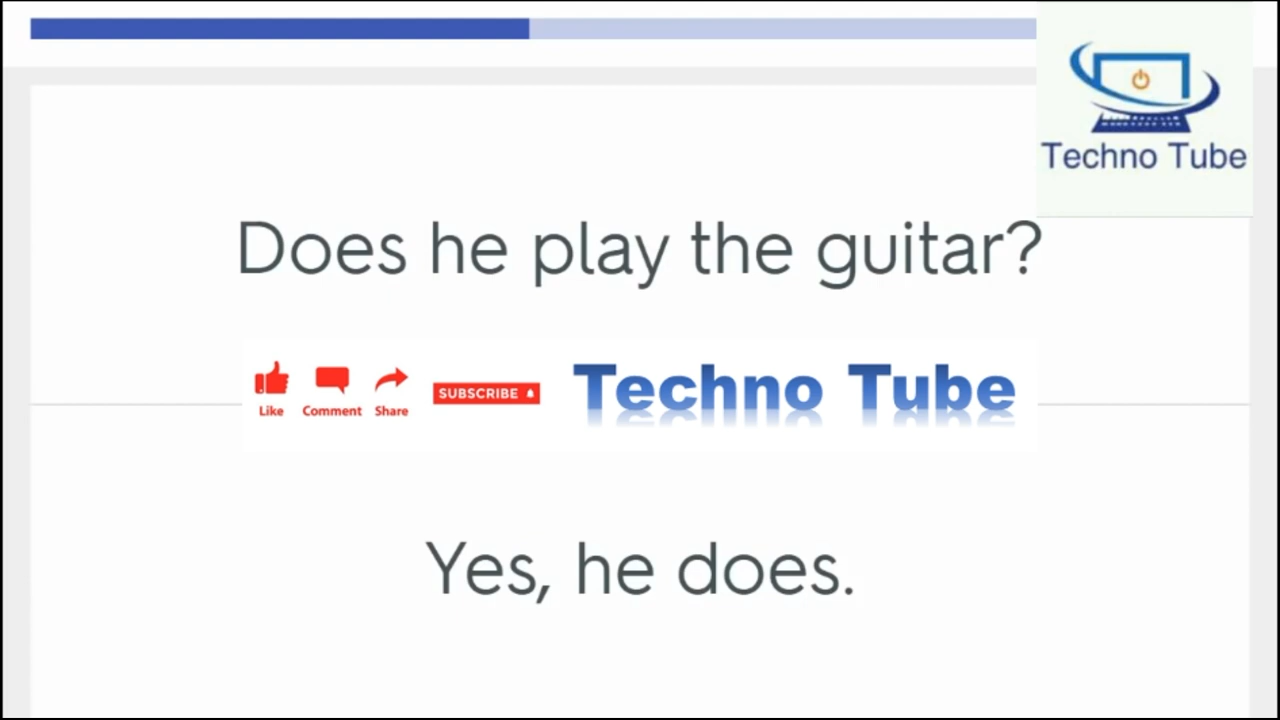 Techno Tube
Does he play the guitar?
Like Comment Share SUBSCRIBE Techno Tube
Yes, he does.